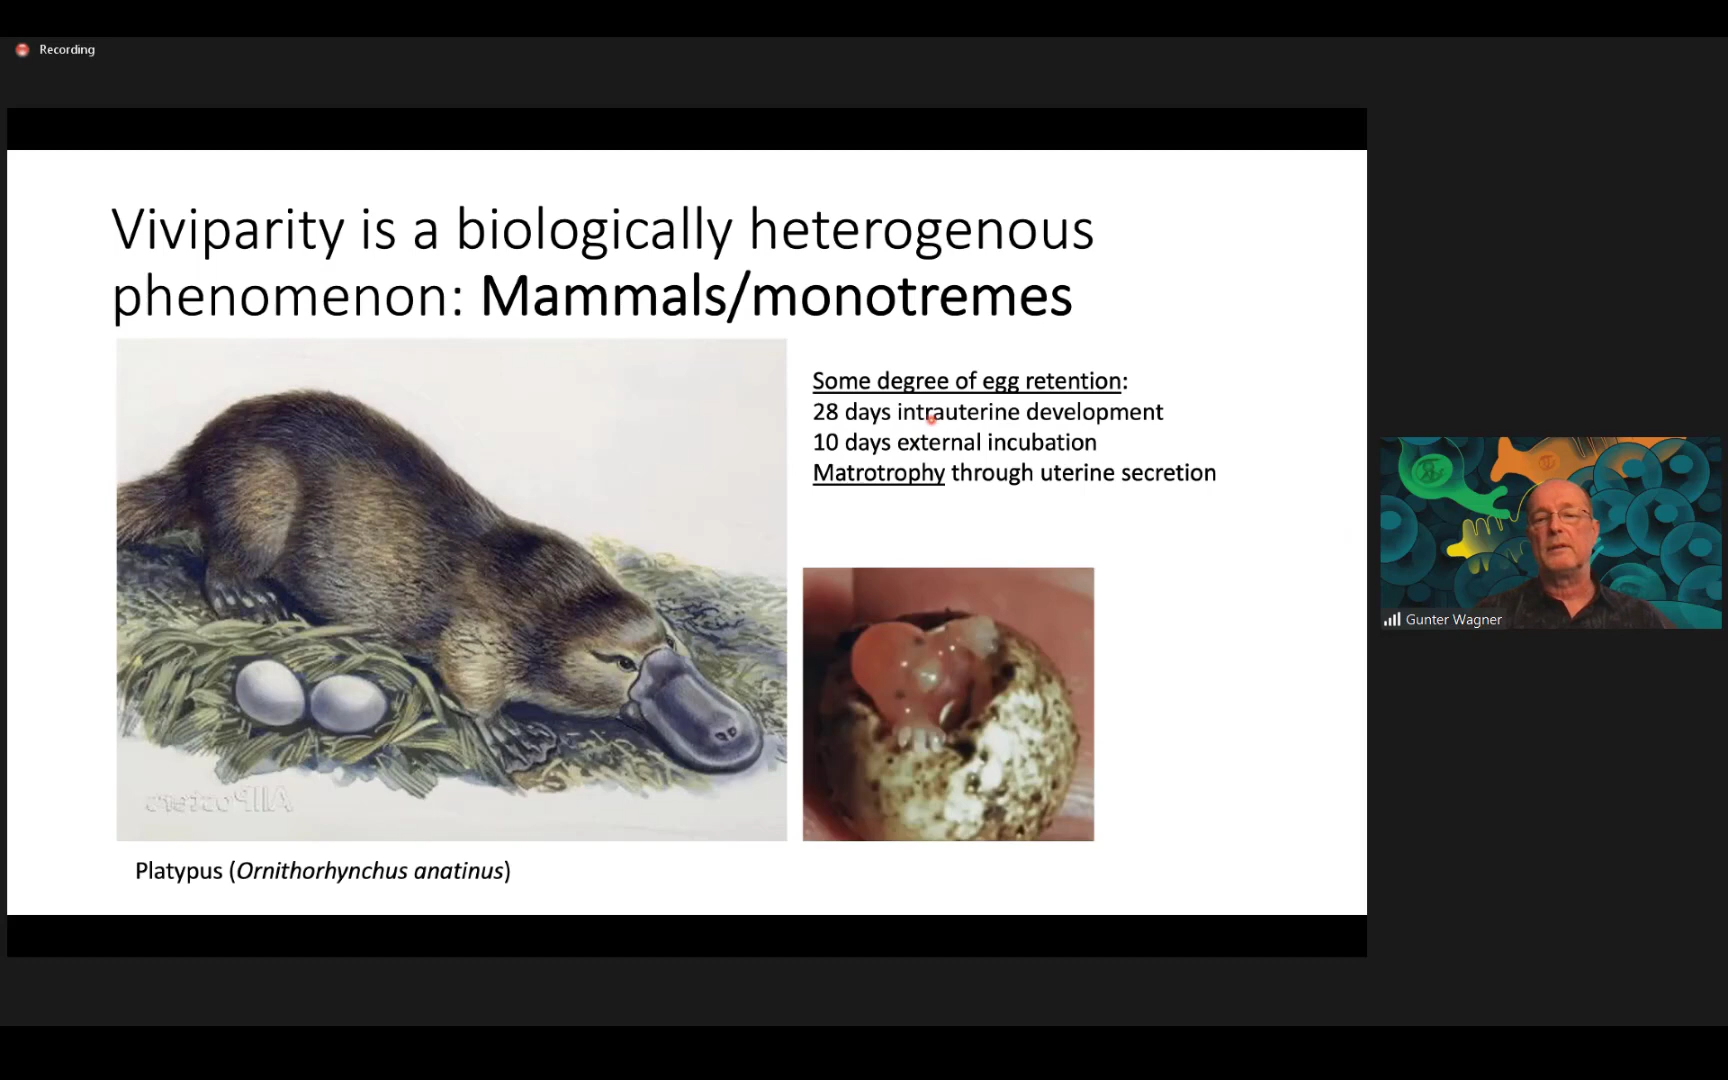 Recording
Viviparity is a biologically heterogenous
phenomenon: Mammals/monotremes
Some degree of egg retention:
28 days intrauterine development
10 days external incubation
Matrotrophy through uterine secretion
AllPosters
Platypus (Ornithorhynchus anatinus)
Gunter Wagner